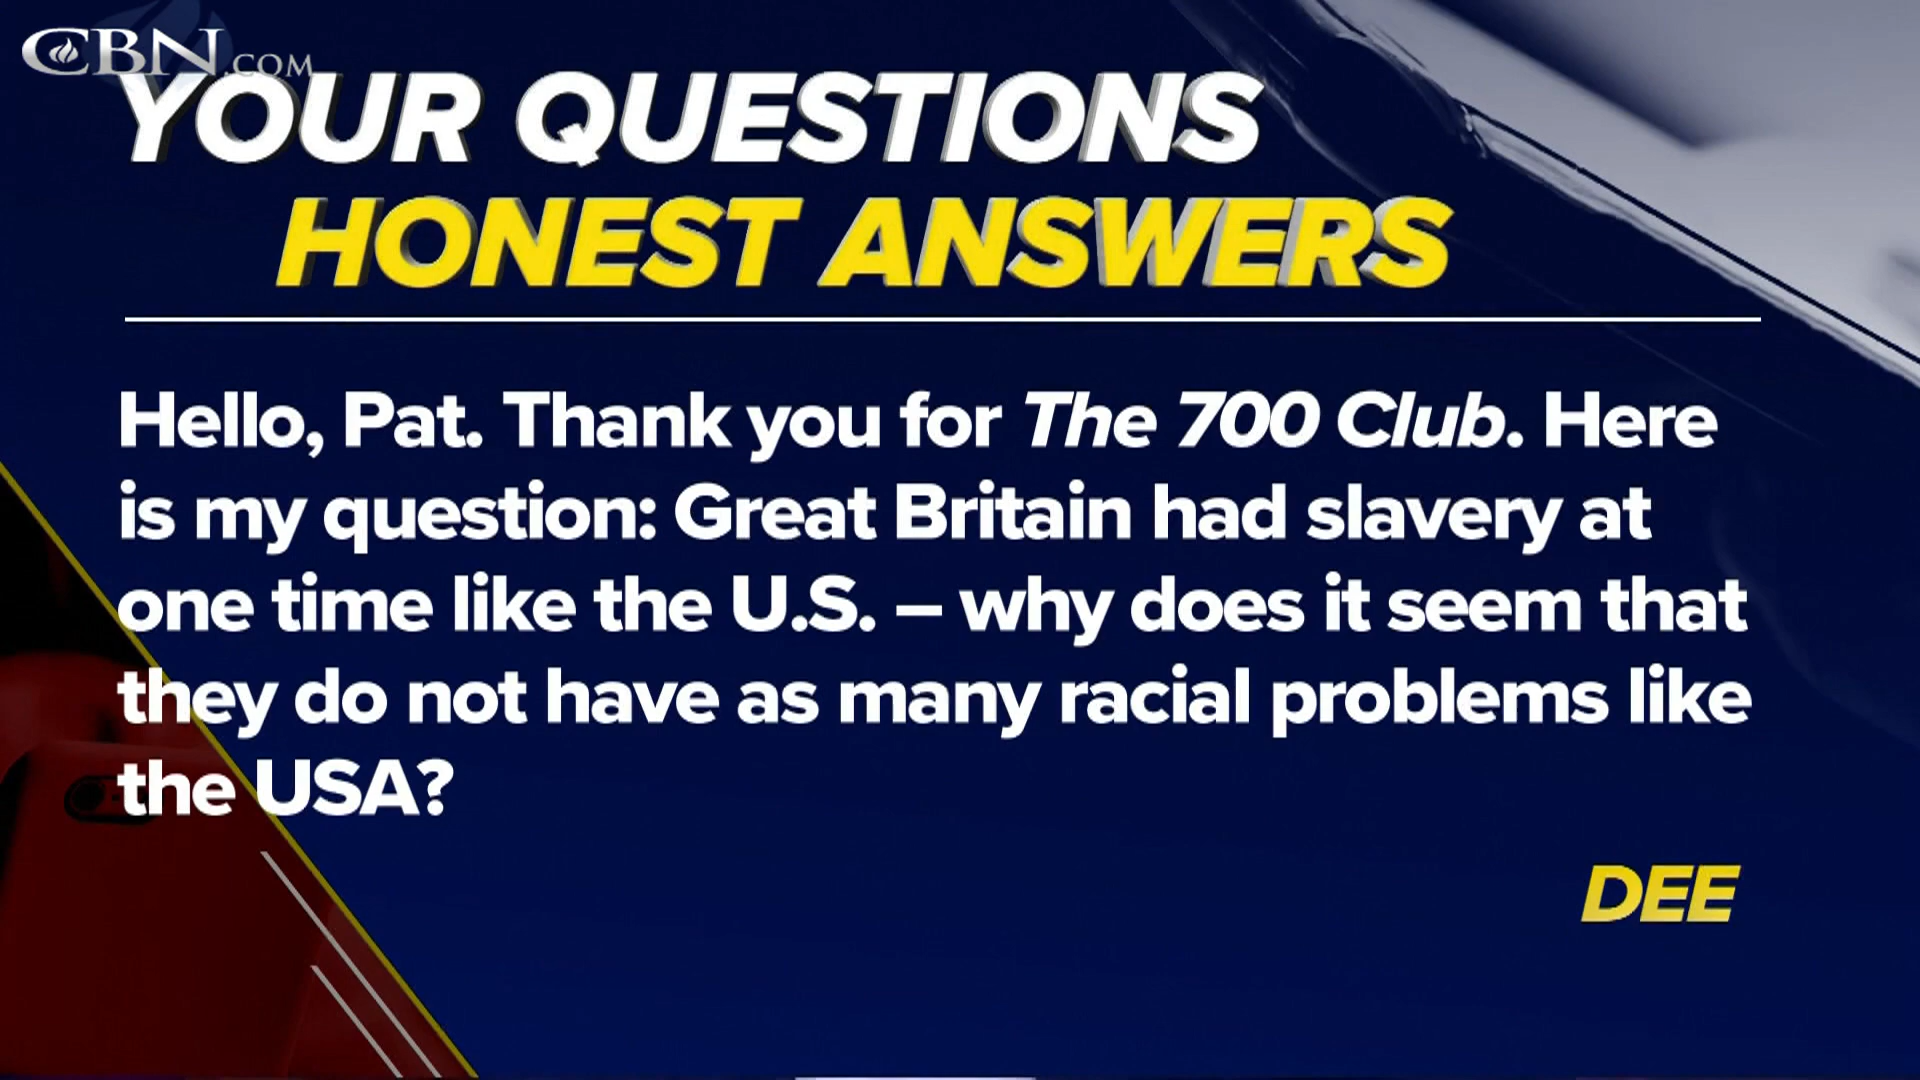 CBN.COM
YOUR QUESTIONS
HONEST ANSWERS
Hello, Pat. Thank you for The 700 Club. Here
is my question: Great Britain had slavery at
one time like the U.S. – why does it seem that
they do not have as many racial problems like
the USA?
DEE